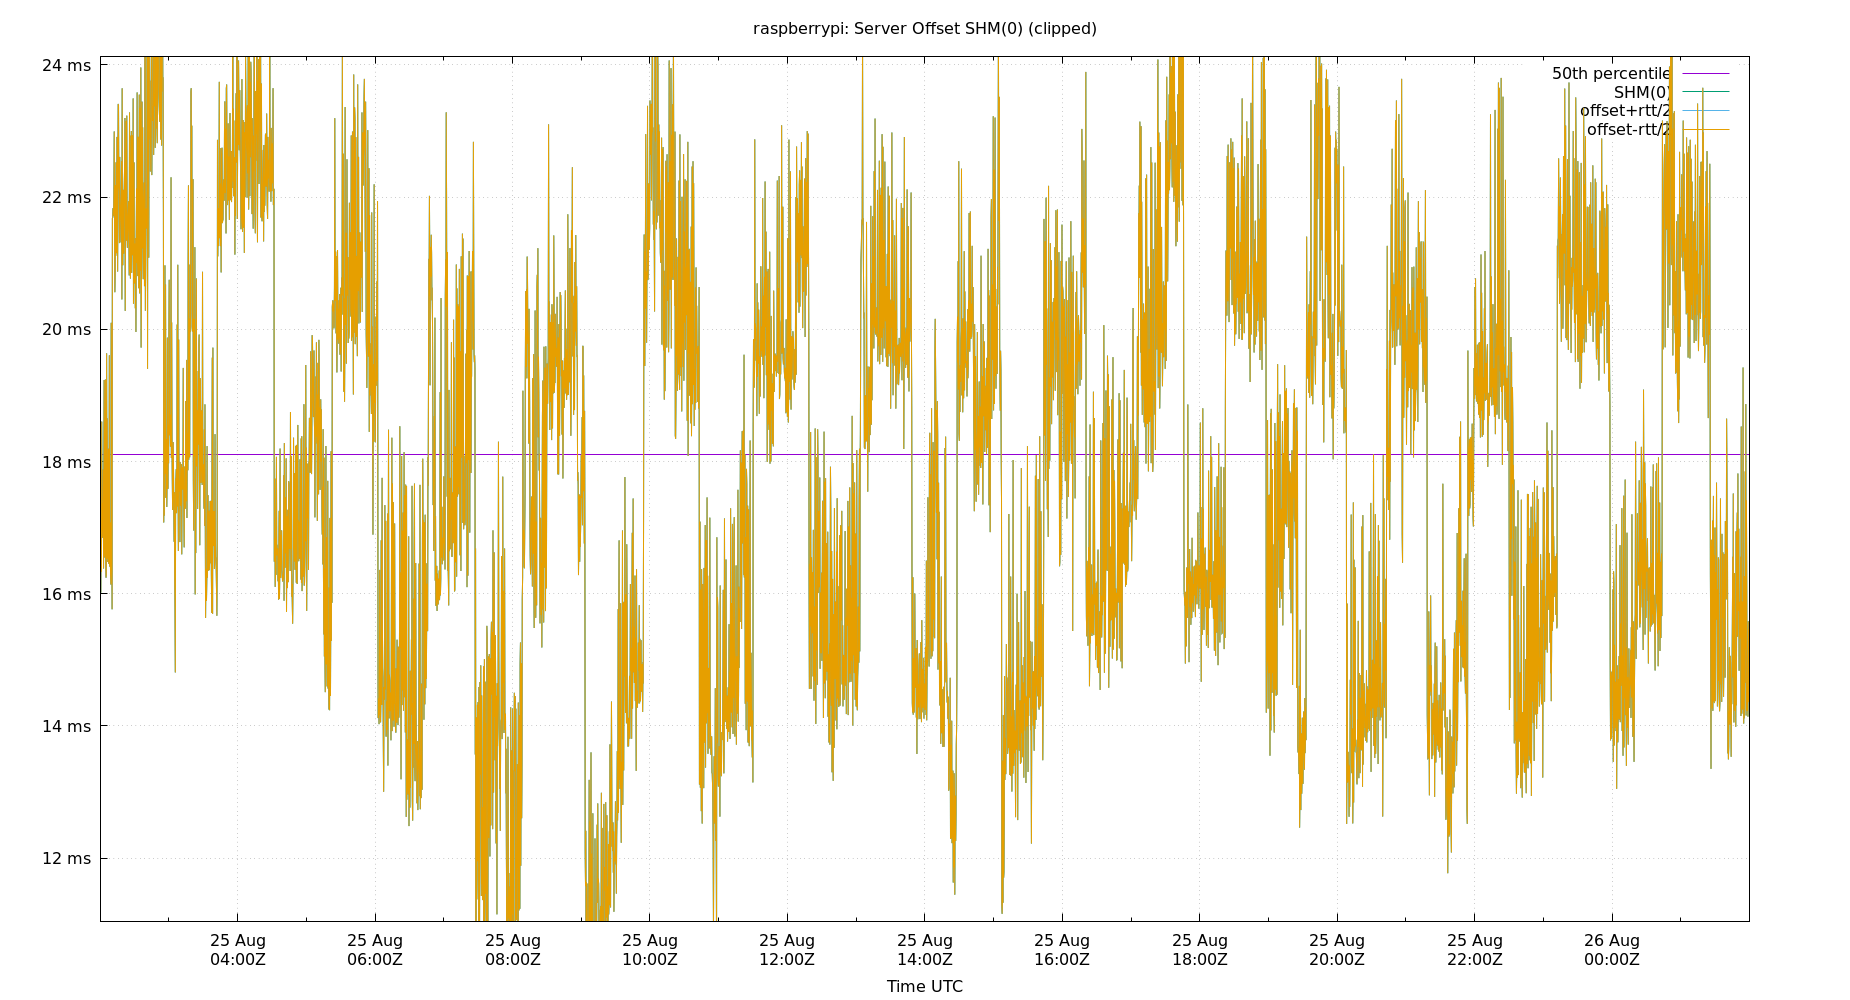 raspberrypi: Server Offset SHM(0) (clipped)
24 ms
22 ms
20 ms
18 ms
16 ms
14 ms
12 ms
50th percentile
SHM(0)
offset+rtt/2
offset-rtt/2
25 Aug 25 Aug 25 Aug 25 Aug 25 Aug 25 Aug 25 Aug 25 Aug 25 Aug 25 Aug 26 Aug
04:00Z 06:00Z 08:00Z 10:00Z 12:00Z 14:00Z 16:00Z 18:00Z 20:00Z 22:00Z 00:00Z
Time UTC